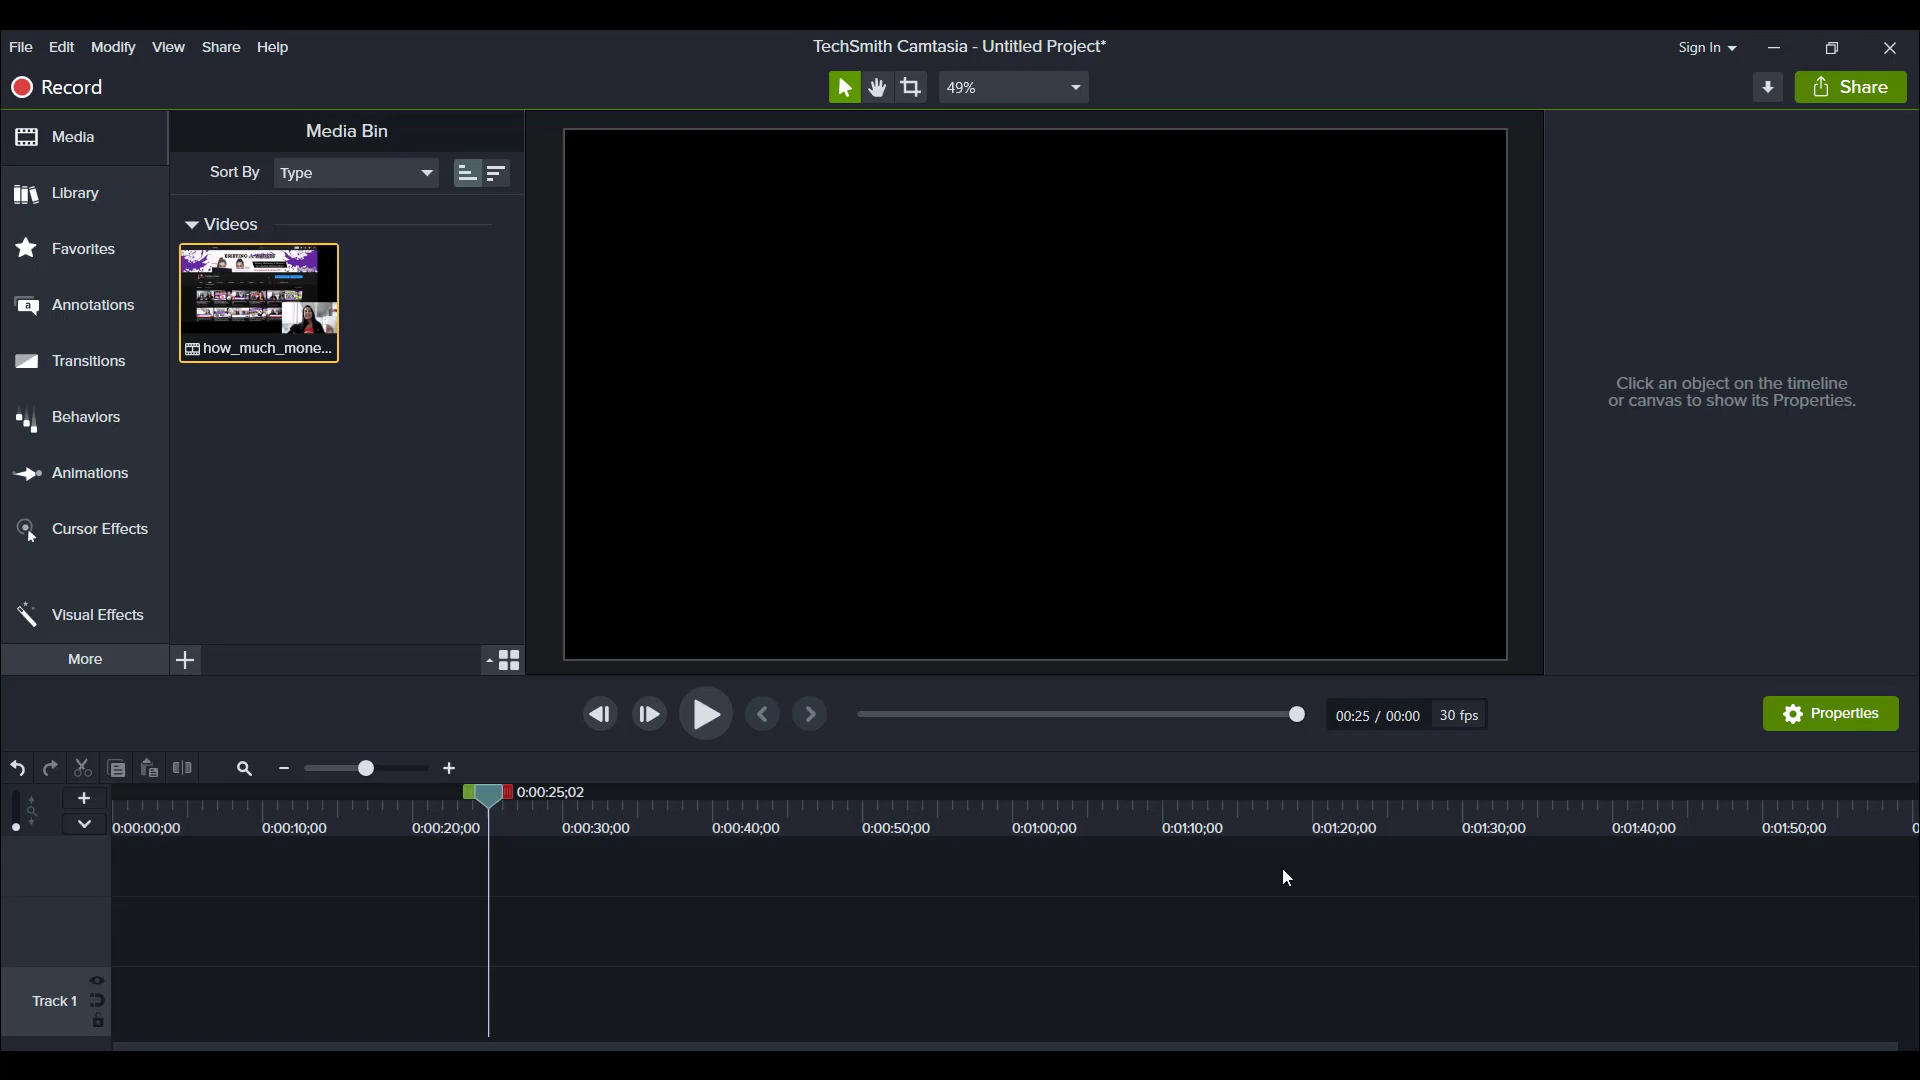 File Edit Modify View Share Help
TechSmith Camtasia - Untitled Project*
Sign In
Record
49%
Share
Media
Library
Favorites
Annotations
Transitions
Behaviors
Animations
Cursor Effects
Visual Effects
More
Media Bin
Sort By Type
Videos
how_much_mone...
Click an object on the timeline
or canvas to show its Properties.
00:25 / 00:00 30 fps
Properties
0:00:25;02
0:00:00;00 0:00:10;00 0:00:20;00 0:00:30;00 0:00:40;00 0:00:50;00 0:01:00;00 0:01:10;00 0:01:20;00 0:01:30;00 0:01:40;00 0:01:50;00
Track 1